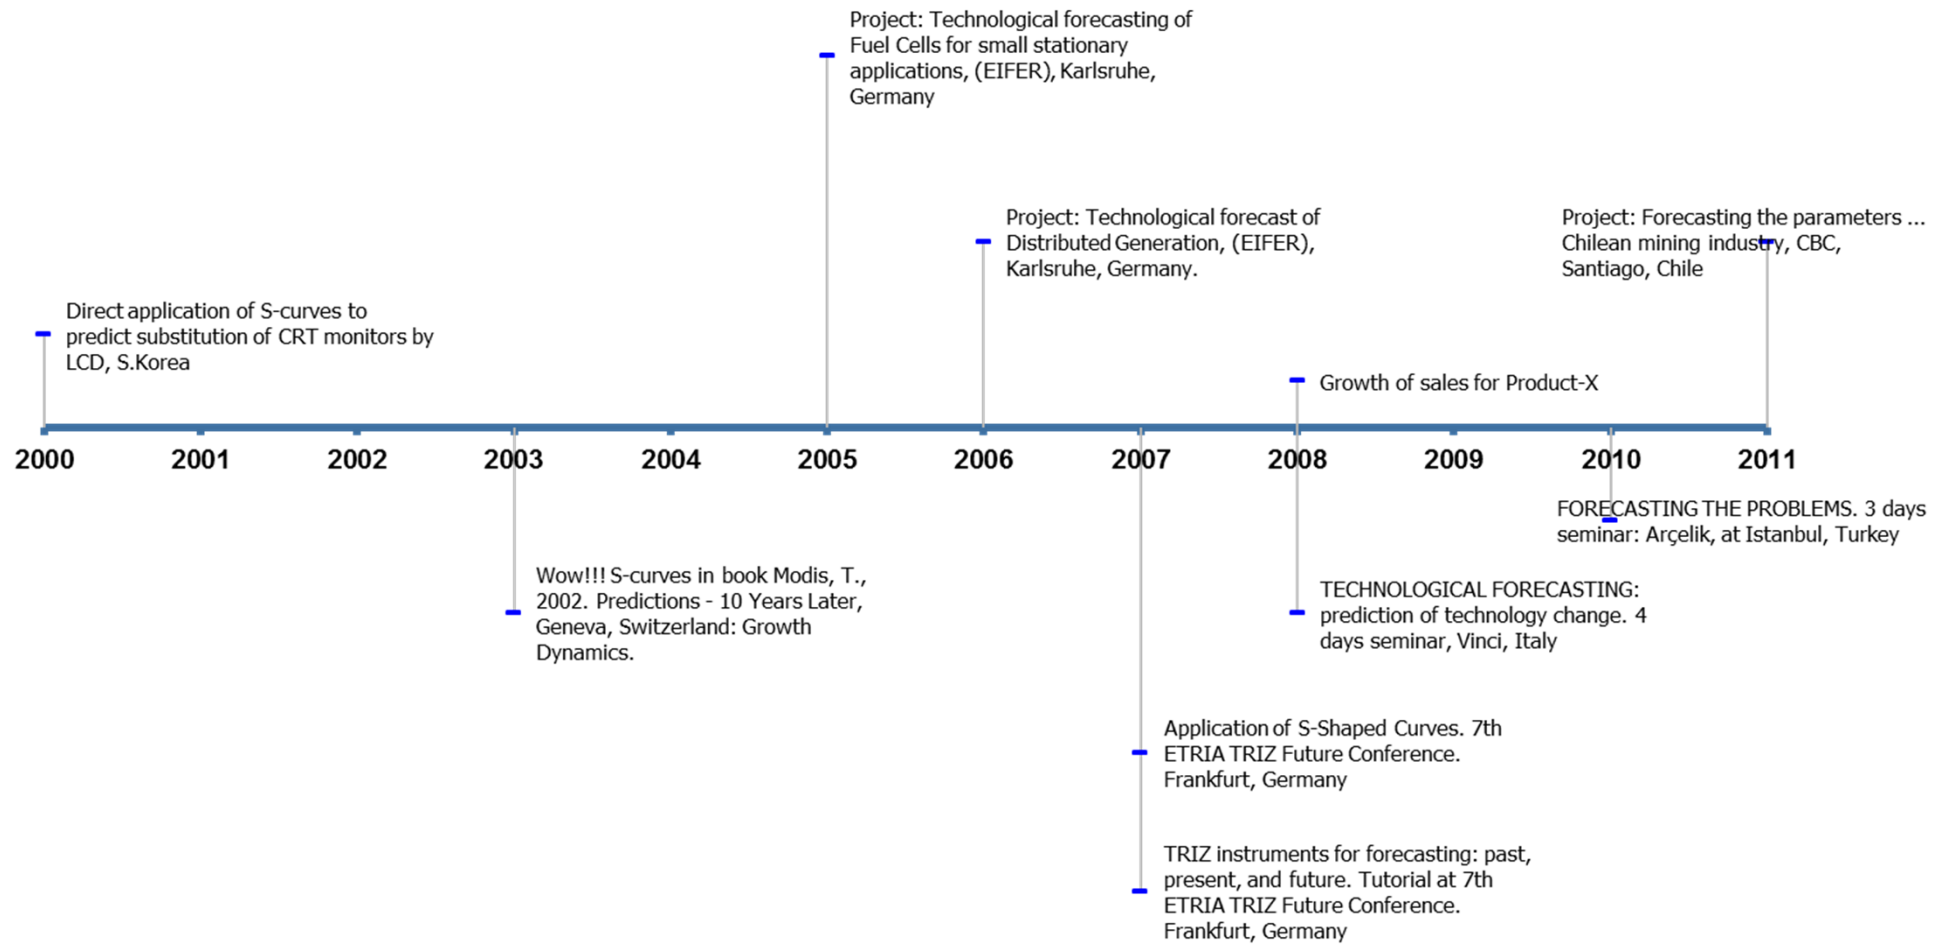 Project: Technological forecasting of
Fuel Cells for small stationary
applications, (EIFER), Karlsruhe,
Germany
Project: Technological forecast of
Distributed Generation, (EIFER),
Karlsruhe, Germany.
Project: Forecasting the parameters ...
Chilean mining industry, CBC,
Santiago, Chile
Direct application of S-curves to
predict substitution of CRT monitors by
LCD, S.Korea
Growth of sales for Product-X
2000 2001 2002 2003 2004 2005 2006 2007 2008 2009 2010 2011
FORECASTING THE PROBLEMS. 3 days
seminar: Arçelik, at Istanbul, Turkey
Wow!!! S-curves in book Modis, T.,
2002. Predictions - 10 Years Later,
Geneva, Switzerland: Growth
Dynamics.
TECHNOLOGICAL FORECASTING:
prediction of technology change. 4
days seminar, Vinci, Italy
Application of S-Shaped Curves. 7th
ETRIA TRIZ Future Conference.
Frankfurt, Germany
TRIZ instruments for forecasting: past,
present, and future. Tutorial at 7th
ETRIA TRIZ Future Conference.
Frankfurt, Germany